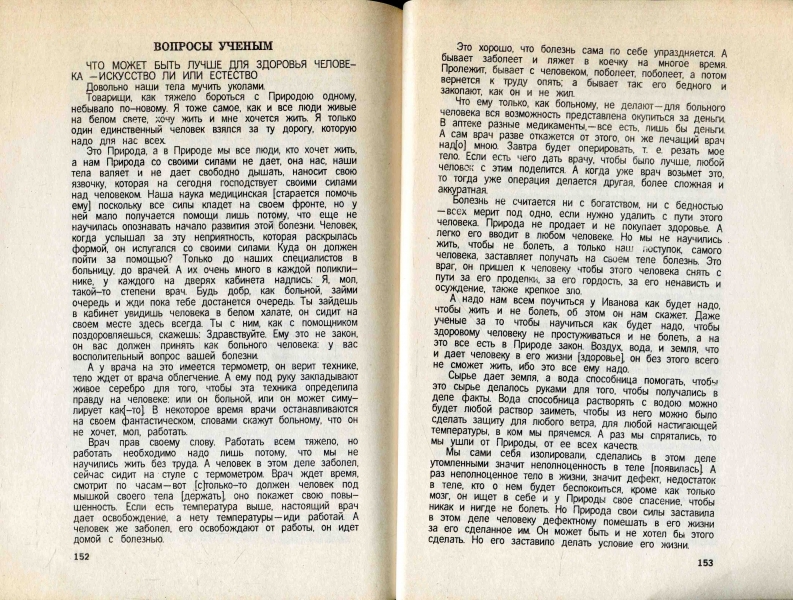 ВОПРОСЫ УЧЕНЫМ
ЧТО МОЖЕТ БЫТЬ ЛУЧШЕ ДЛЯ ЗДОРОВЬЯ ЧЕЛОВЕ-
КА —ИСКУССТВО ЛИ ИЛИ ЕСТЕСТВО
Довольно наши тела мучить уколами.
Товарищи, как тяжело бороться с Природою одному,
небывало по—новому. Я тоже самое, как и все люди живые
на белом свете, хочу жить и мне хочется жить. Я только
один единственный человек взялся за ту дорогу, которую
надо для нас всех.
Это Природа, а в Природе мы все люди, кто хочет жить,
а нам Природа со своими силами не дает, она нас, наши
тела валяет и не дает свободно дышать, наносит свою
язвочку, которая на сегодня господствует своими силами
над человеком. Наша наука медицинская [старается помочь
ему] поскольку все силы кладет на своем фронте, но у
ней мало получается помощи лишь потому, что еще не
научилась опознавать начало развития этой болезни. Человек,
когда услышал за эту неприятность, которая раскрылась
формой, он испугался со своими силами. Куда он должен
пойти за помощью? Только до наших специалистов в
больницу, до врачей. А их очень много в каждой поликли-
нике, у каждого на дверях кабинета надпись: Я, мол,
такой—то степени врач. Будь добр, как больной, займи
очередь и жди пока тебе достанется очередь. Ты зайдешь
в кабинет увидишь человека в белом халате, он сидит на
своем месте здесь всегда. Ты с ним, как с помощником
поздоровляешься, скажешь: Здравствуйте. Ему это не закон,
он вас должен принять как больного человека: у вас
восполительный вопрос вашей болезни.
А у врача на это имеется термометр, он верит технике,
тело ждет от врача облегчение. А ему под руку закладывают
живое серебро для того, чтобы эта техника определила
правду на человеке: или он больной, или он может симу-
лирует как[—то]. В некоторое время врачи останавливаются
на своем фантастическом, словами скажут больному, что он
не хочет, мол, работать.
Врач прав своему слову. Работать всем тяжело, но
работать необходимо надо лишь потому, что мы не
научились жить без труда. А человек в этом деле заболел,
сейчас сидит на стуле с термометром. Врач ждет время,
смотрит по часам—вот [с]только—то должен человек под
мышкой своего тела [держать], оно покажет свою повы-
шенность. Если есть температура выше, настоящий врач
дает освобождение, а нету температуры—иди работай. А
человек же заболел, его освобождают от работы, он идет
домой с болезнью.
152
Это хорошо, что болезнь сама по себе упраздняется. А
бывает заболеет и ляжет в коечку на многое время.
Пролежит, бывает с человеком, поболеет, поболеет, а потом
вернется к труду опять; а бывает так его бедного и
закопают, как он и не жил.
Что ему только, как больному, не делают—для больного
человека вся возможность представлена окупиться за деньги.
В аптеке разные медикаменты,—все есть, лишь бы деньги.
А сам врач разве откажется от этого, он же лечащий врач
над[о] мною. Завтра будет оперировать, т. е. резать мое
тело. Если есть чего дать врачу, чтобы было лучше, любой
человек с этим поделится. А когда уже врач возьмет это,
то тогда уже операция делается другая, более сложная и
аккуратная.
Болезнь не считается ни с богатством, ни с бедностью
—всех мерит под одно, если нужно удалить с пути этого
человека. Природа не продает и не покупает здоровье. А
легко его вводит в любом человеке. Но мы не научились
жить, чтобы не болеть, а только наш поступок, самого
человека, заставляет получать на своем теле болезнь. Это
враг, он пришел к человеку чтобы этого человека снять с
пути за его проделки, за его гордость, за его ненависть и
осуждение, также крепкое зло.
А надо нам всем поучиться у Иванова как будет надо,
чтобы жить и не болеть, об этом он нам скажет. Даже
ученые за то чтобы научиться как будет надо, чтобы
здоровому человеку не простуживаться и не болеть, а на
это все есть в Природе закон. Воздух, вода, и земля, что
и дает человеку в его жизни [здоровье], он без этого всего
не сможет жить, ибо это все ему надо.
Сырье дает земля, а вода способница помогать, чтобы
это сырье делалось руками для того, чтобы получались в
деле факты. Вода способница растворять с водою можно
будет любой раствор заиметь, чтобы из него можно было
сделать защиту для любого ветра, для любой настигающей
температуры, в ком мы прячемся. А раз мы спрятались, то
мы ушли от Природы, от ее всех качеств.
Мы сами себя изолировали, сделались в этом деле
утомленными значит неполноценность в теле [появилась]. А
раз неполноценное тело в жизни, значит дефект, недостаток
в теле, кто о нем будет беспокоиться, кроме как только
мозг, он ищет в себе и у Природы свое спасение, чтобы
никак и нигде не болеть. Но Природа свои силы заставила
в этом деле человеку дефектному помешать в его жизни
за его сделанное им. Он может быть и не хотел бы этого
сделать. Но его заставило делать условие его жизни.
153